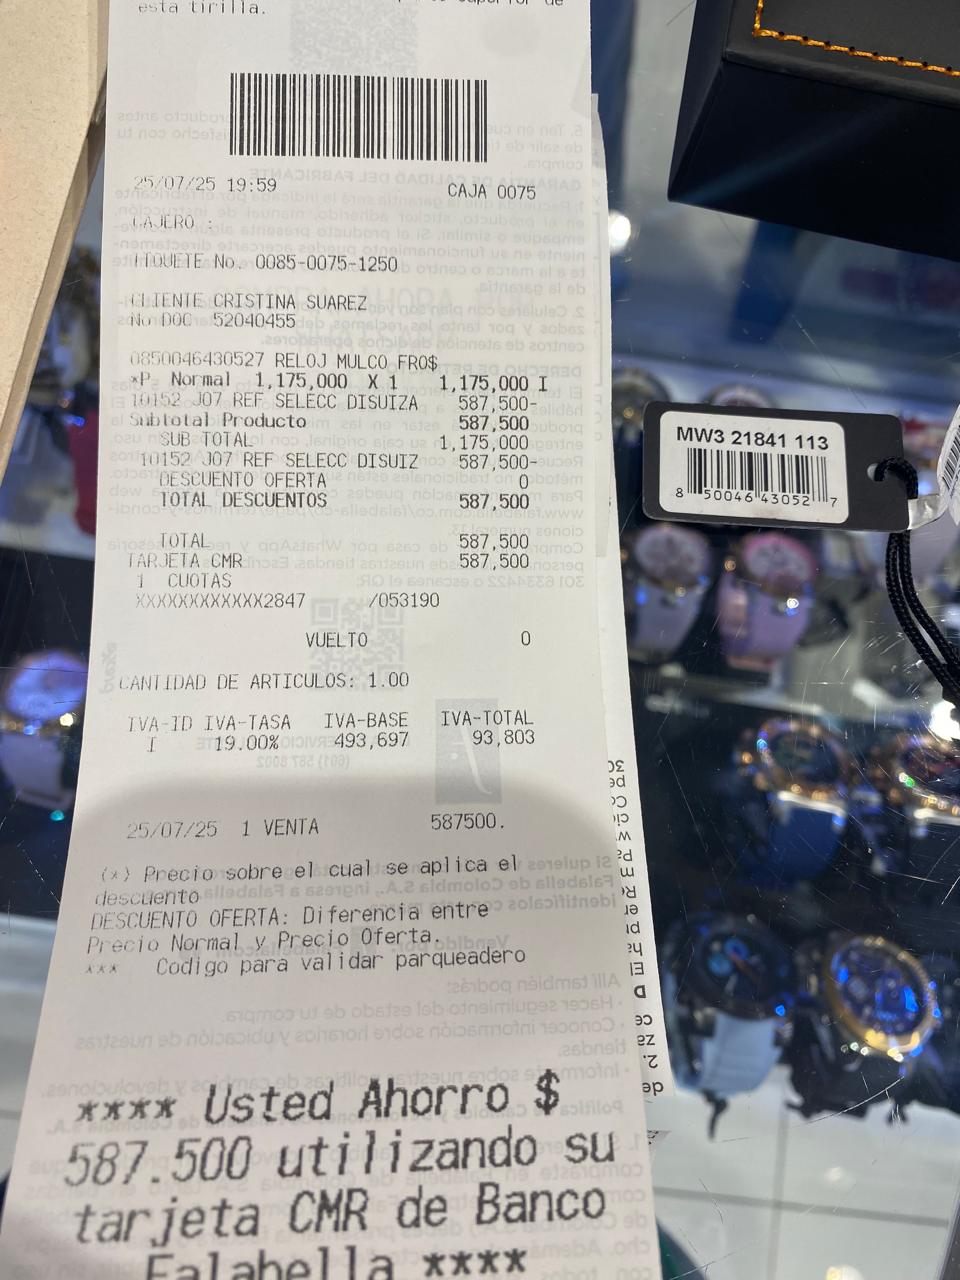 esta tirilla.
25/07/25 19:59 CAJA 0075
CAJERO :
TIQUETE No. 0085-0075-1250
CLIENTE CRISTINA SUAREZ
No DOC 52040455
0850046430527 RELOJ MULCO FRO$
*P. Normal 1,175,000 X 1 1,175,000 I
10152 J07 REF SELECC DISUIZA 587,500-
Subtotal Producto 587,500
SUB TOTAL 1,175,000
10152 J07 REF SELECC DISUIZ 587,500-
DESCUENTO OFERTA 0
TOTAL DESCUENTOS 587,500
TOTAL 587,500
TARJETA CMR 587,500
1 CUOTAS
XXXXXXXXXXXX2847 /053190
VUELTO 0
CANTIDAD DE ARTICULOS: 1.00
IVA-ID IVA-TASA IVA-BASE IVA-TOTAL
I 19.00% 493,697 93,803
25/07/25 1 VENTA 587500.
(*) Precio sobre el cual se aplica el
descuento
DESCUENTO OFERTA: Diferencia entre
Precio Normal y Precio Oferta.
*** Codigo para validar parqueadero
**** Usted Ahorro $
587.500 utilizando su
tarjeta CMR de Banco
Falabella ****
MW3 21841 113
8 50046 43052 7